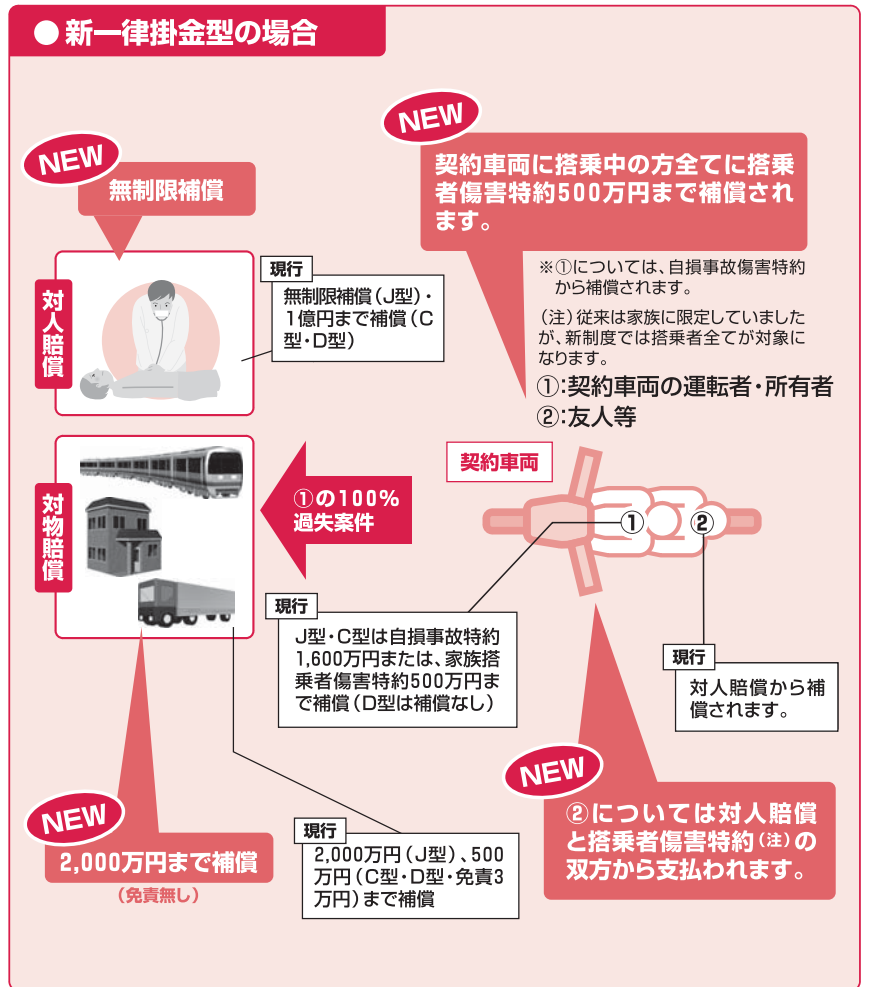 ●新一律掛金型の場合
NEW
無制限補償
NEW
契約車両に搭乗中の方全てに搭乗
者傷害特約500万円まで補償され
ます。
※①については、自損事故傷害特約
から補償されます。
（注）従来は家族に限定していました
が、新制度では搭乗者全てが対象に
なります。
①:契約車両の運転者・所有者
②:友人等
対人賠償
現行
無制限補償（J型）・
1億円まで補償（C
型・D型）
対物賠償
①の100%
過失案件
契約車両
①
②
現行
J型・C型は自損事故特約
1,600万円または、家族搭
乗者傷害特約500万円ま
で補償（D型は補償なし）
現行
対人賠償から補
償されます。
NEW
2,000万円まで補償
（免責無し）
現行
2,000万円（J型）、500
万円（C型・D型・免責3
万円）まで補償
NEW
②については対人賠償
と搭乗者傷害特約（注）の
双方から支払われます。